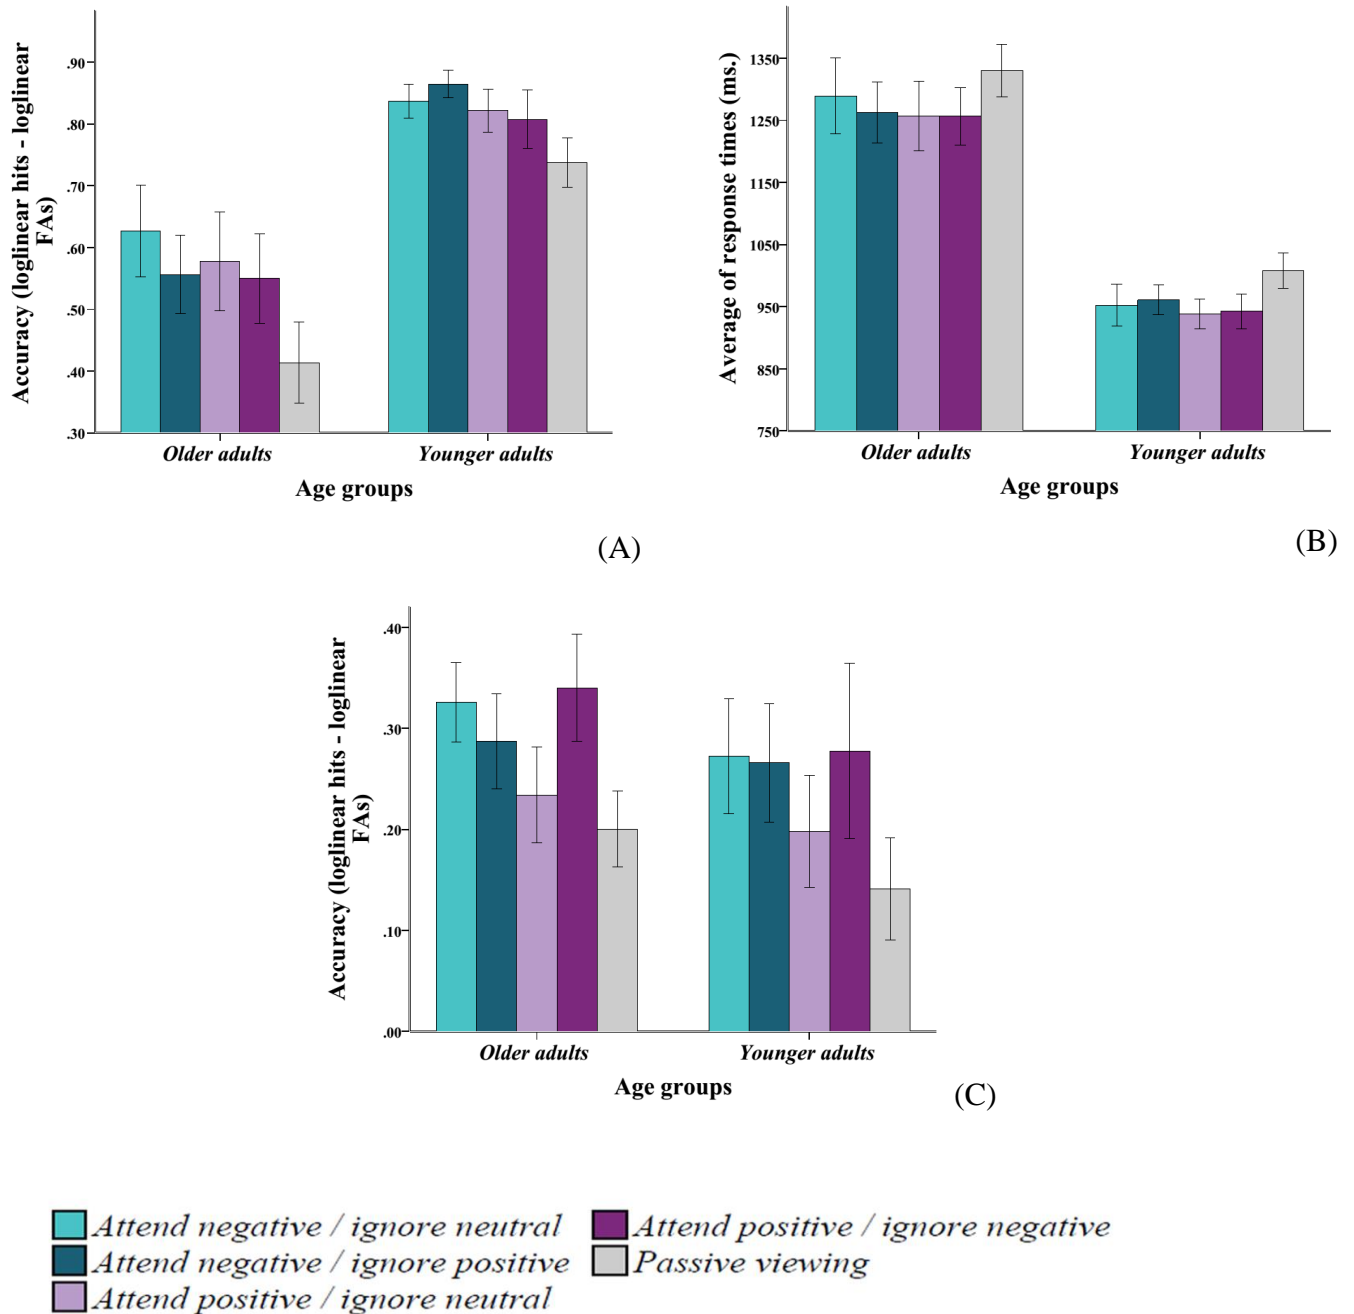 Accuracy (loglinear hits - loglinear
FAs)
.90
.80
.70
.60
.50
.40
.30
Older adults
Younger adults
Age groups
(A)
Average of response times (ms.)
1350
1250
1150
1050
950
850
750
Older adults
Younger adults
Age groups
(B)
Accuracy (loglinear hits - loglinear
FAs)
.40
.30
.20
.10
.00
Older adults
Younger adults
Age groups
(C)
Attend negative / ignore neutral
Attend negative / ignore positive
Attend positive / ignore neutral
Attend positive / ignore negative
Passive viewing